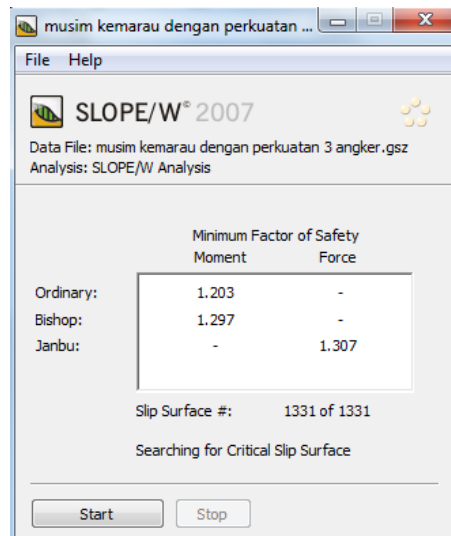 musim kemarau dengan perkuatan ...
File Help
SLOPE/W® 2007
Data File: musim kemarau dengan perkuatan 3 angker.gsz
Analysis: SLOPE/W Analysis
Minimum Factor of Safety
Moment Force
Ordinary: 1.203 -
Bishop: 1.297 -
Janbu: - 1.307
Slip Surface #: 1331 of 1331
Searching for Critical Slip Surface
Start Stop